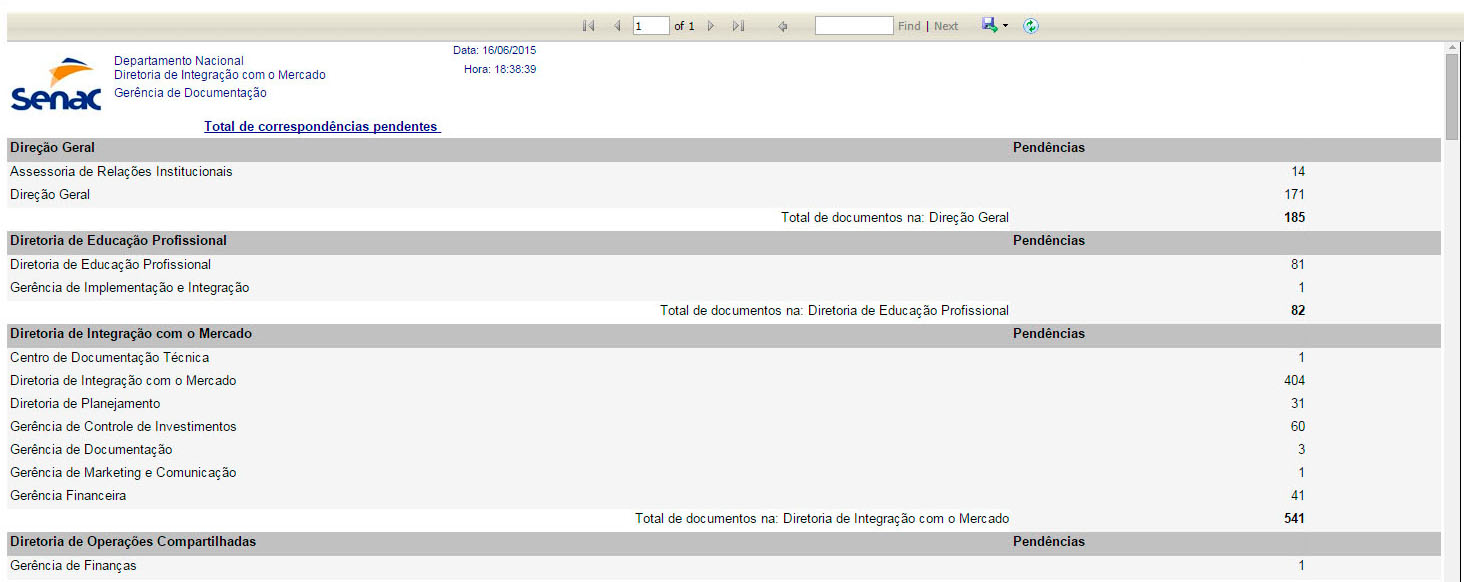 1 of 1 Find | Next
Data: 16/06/2015
Departamento Nacional
Hora: 18:38:39
Diretoria de Integração com o Mercado
Senac Gerência de Documentação
Total de correspondências pendentes
Direção Geral Pendências
Assessoria de Relações Institucionais 14
Direção Geral 171
Total de documentos na: Direção Geral 185
Diretoria de Educação Profissional Pendências
Diretoria de Educação Profissional 81
Gerência de Implementação e Integração 1
Total de documentos na: Diretoria de Educação Profissional 82
Diretoria de Integração com o Mercado Pendências
Centro de Documentação Técnica 1
Diretoria de Integração com o Mercado 404
Diretoria de Planejamento 31
Gerência de Controle de Investimentos 60
Gerência de Documentação 3
Gerência de Marketing e Comunicação 1
Gerência Financeira 41
Total de documentos na: Diretoria de Integração com o Mercado 541
Diretoria de Operações Compartilhadas Pendências
Gerência de Finanças 1